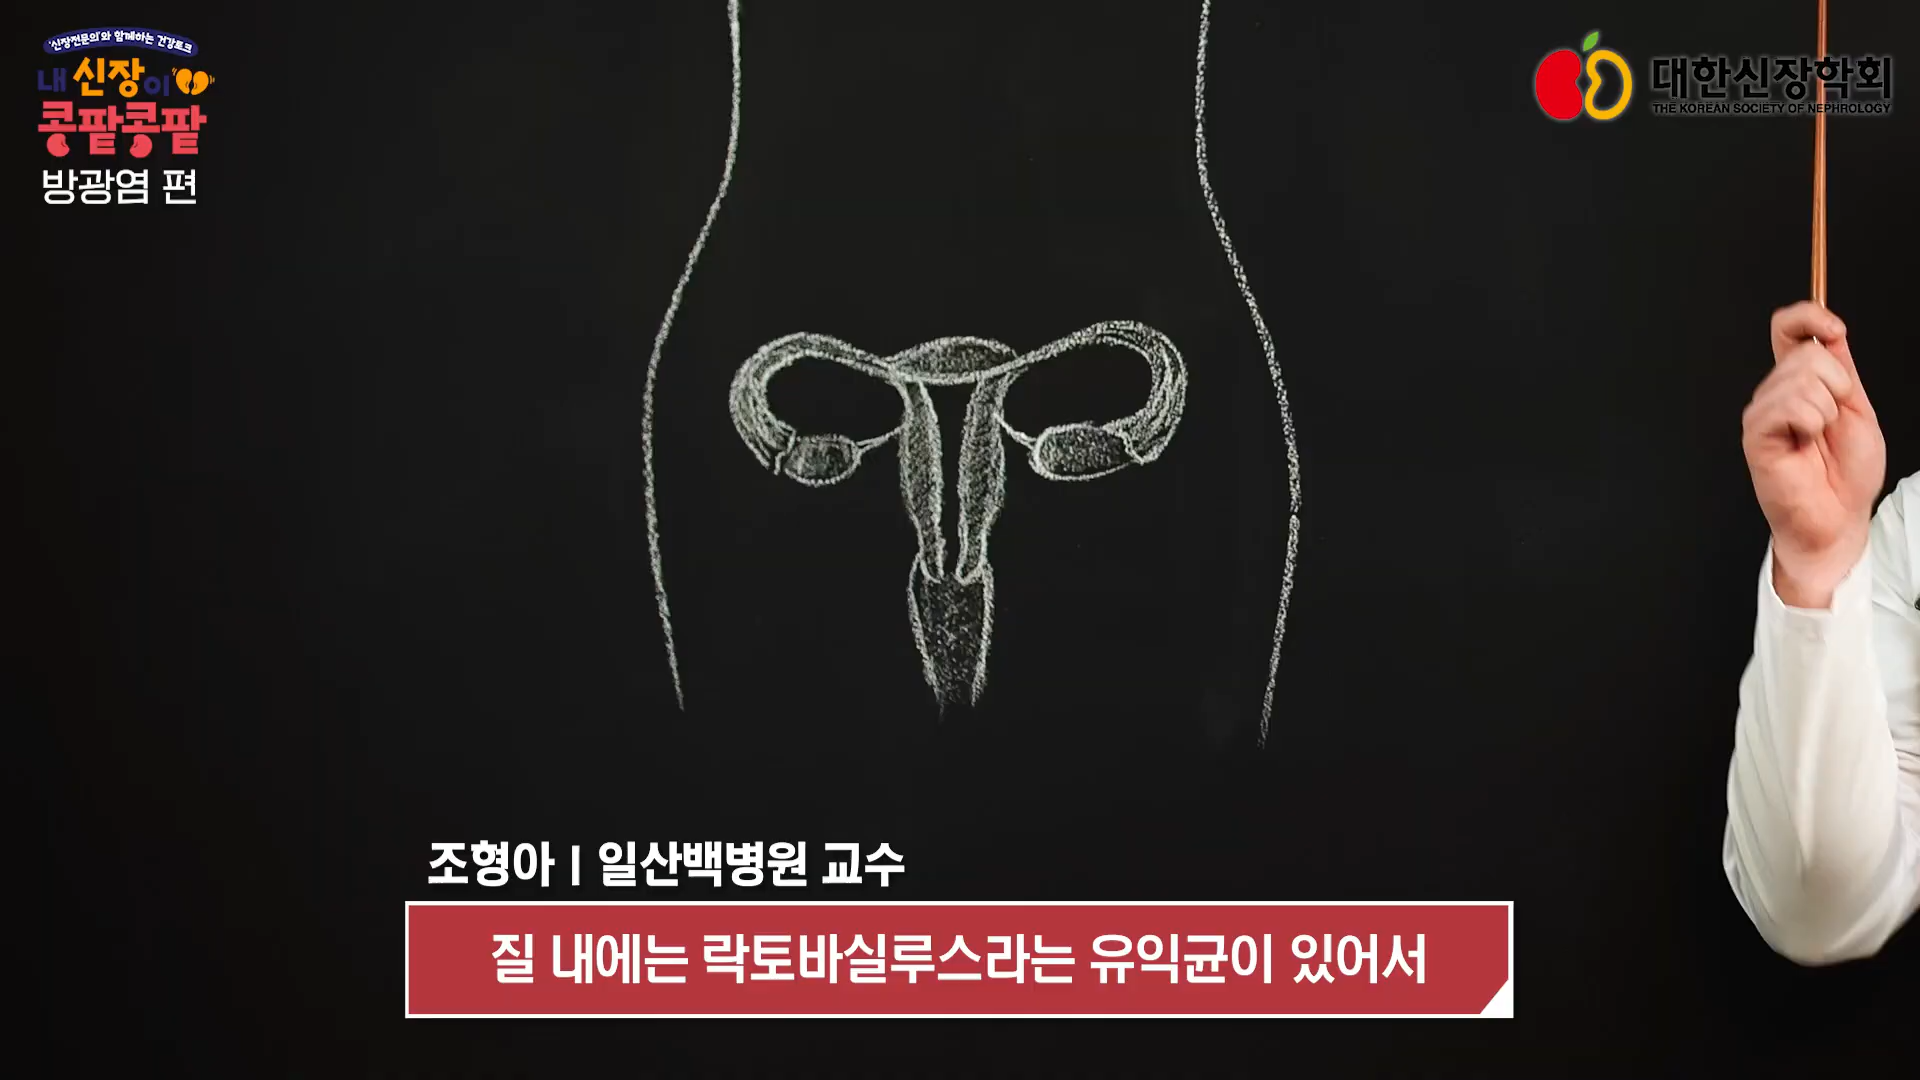 '신장전문의'와 함께하는 건강토크
내 신장이
콩팥콩팥
방광염 편
대한신장학회
THE KOREAN SOCIETY OF NEPHROLOGY
조형아 | 일산백병원 교수
질 내에는 락토바실루스라는 유익균이 있어서